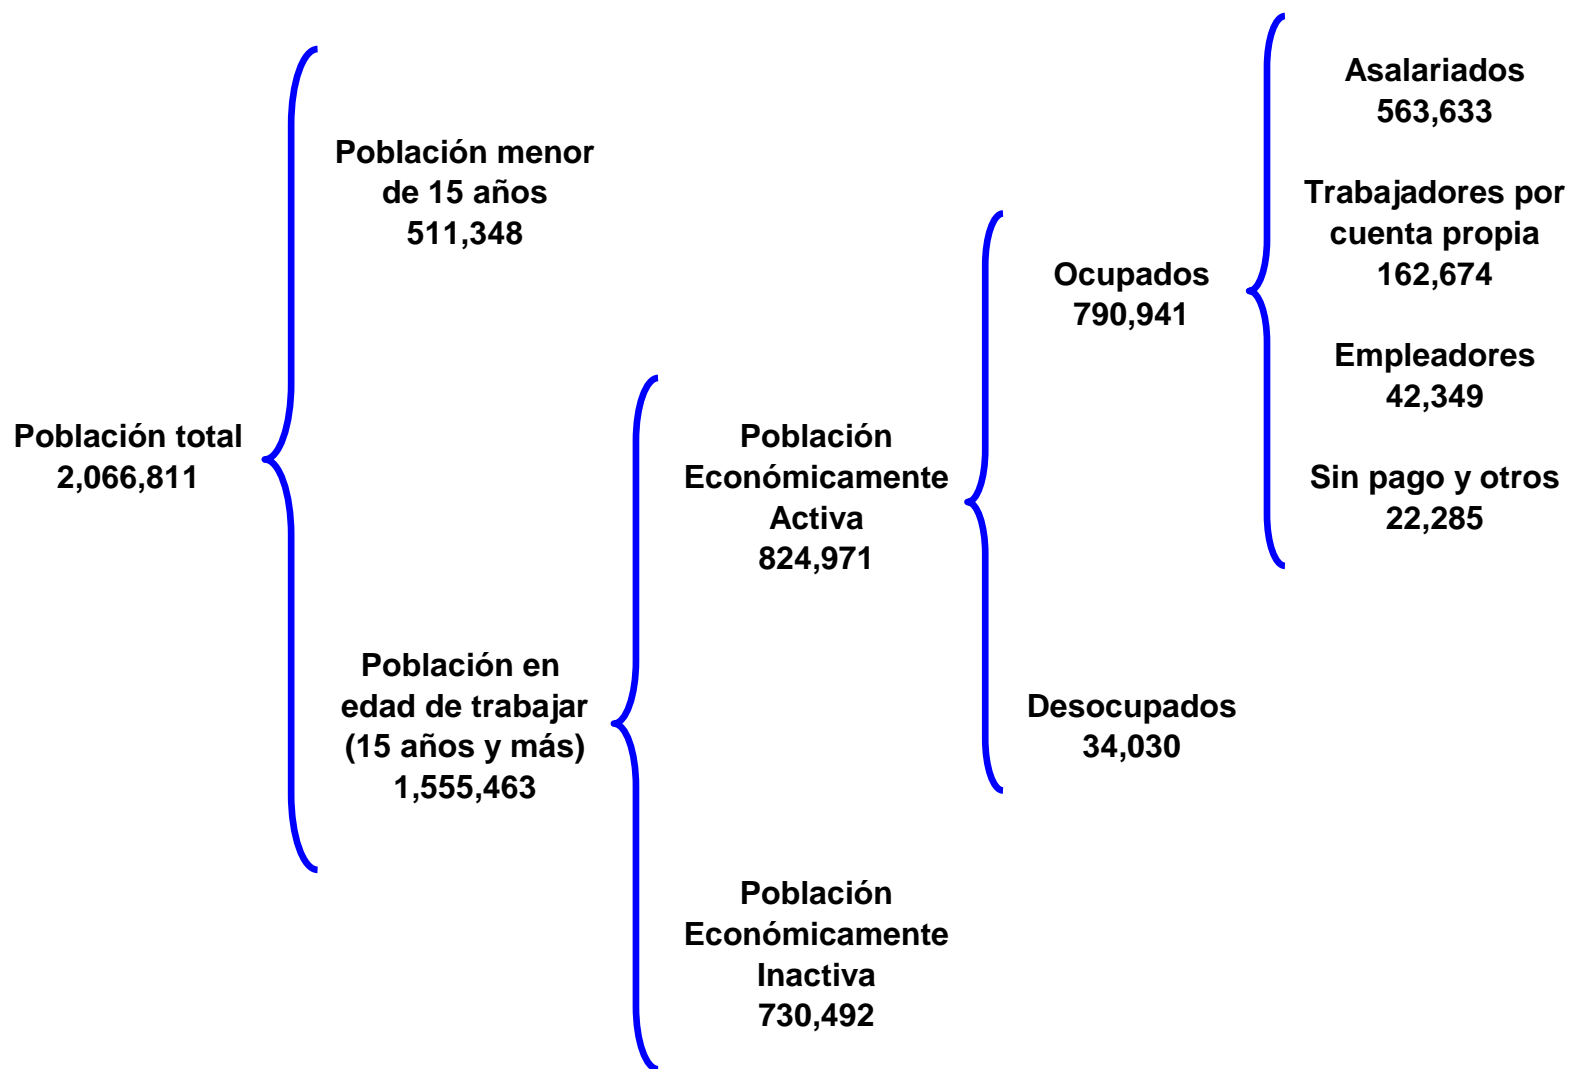 Población total
2,066,811
Población menor
de 15 años
511,348
Población en
edad de trabajar
(15 años y más)
1,555,463
Población
Económicamente
Activa
824,971
Población
Económicamente
Inactiva
730,492
Ocupados
790,941
Desocupados
34,030
Asalariados
563,633
Trabajadores por
cuenta propia
162,674
Empleadores
42,349
Sin pago y otros
22,285